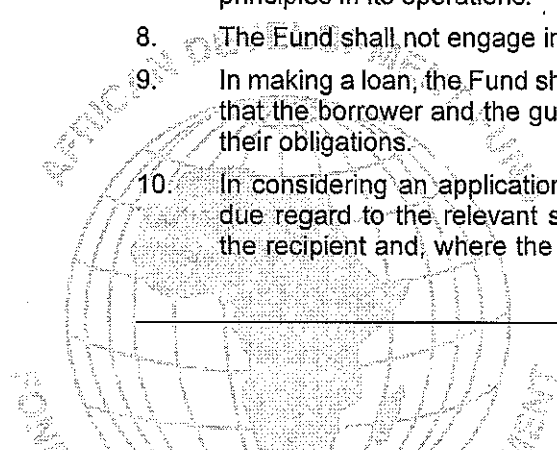 principles in its operations.
8. The Fund shall not engage in
9. In making a loan, the Fund sh
that the borrower and the gu
their obligations.
10. In considering an application
due regard to the relevant s
the recipient and, where the
AFRICAN DEVELOPMENT